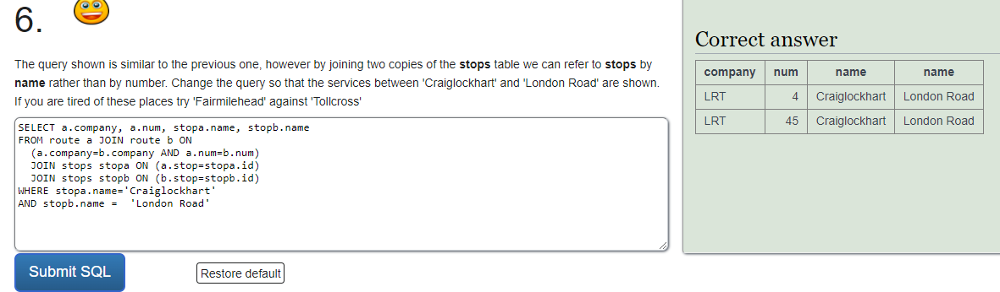 6.
The query shown is similar to the previous one, however by joining two copies of the stops table we can refer to stops by
name rather than by number. Change the query so that the services between 'Craiglockhart' and 'London Road' are shown.
If you are tired of these places try 'Fairmilehead' against 'Tollcross'
SELECT a.company, a.num, stopa.name, stopb.name
FROM route a JOIN route b ON
  (a.company=b.company AND a.num=b.num)
  JOIN stops stopa ON (a.stop=stopa.id)
  JOIN stops stopb ON (b.stop=stopb.id)
WHERE stopa.name='Craiglockhart'
AND stopb.name =  'London Road'
Submit SQL
Restore default
Correct answer
company num name name
LRT 4 Craiglockhart London Road
LRT 45 Craiglockhart London Road